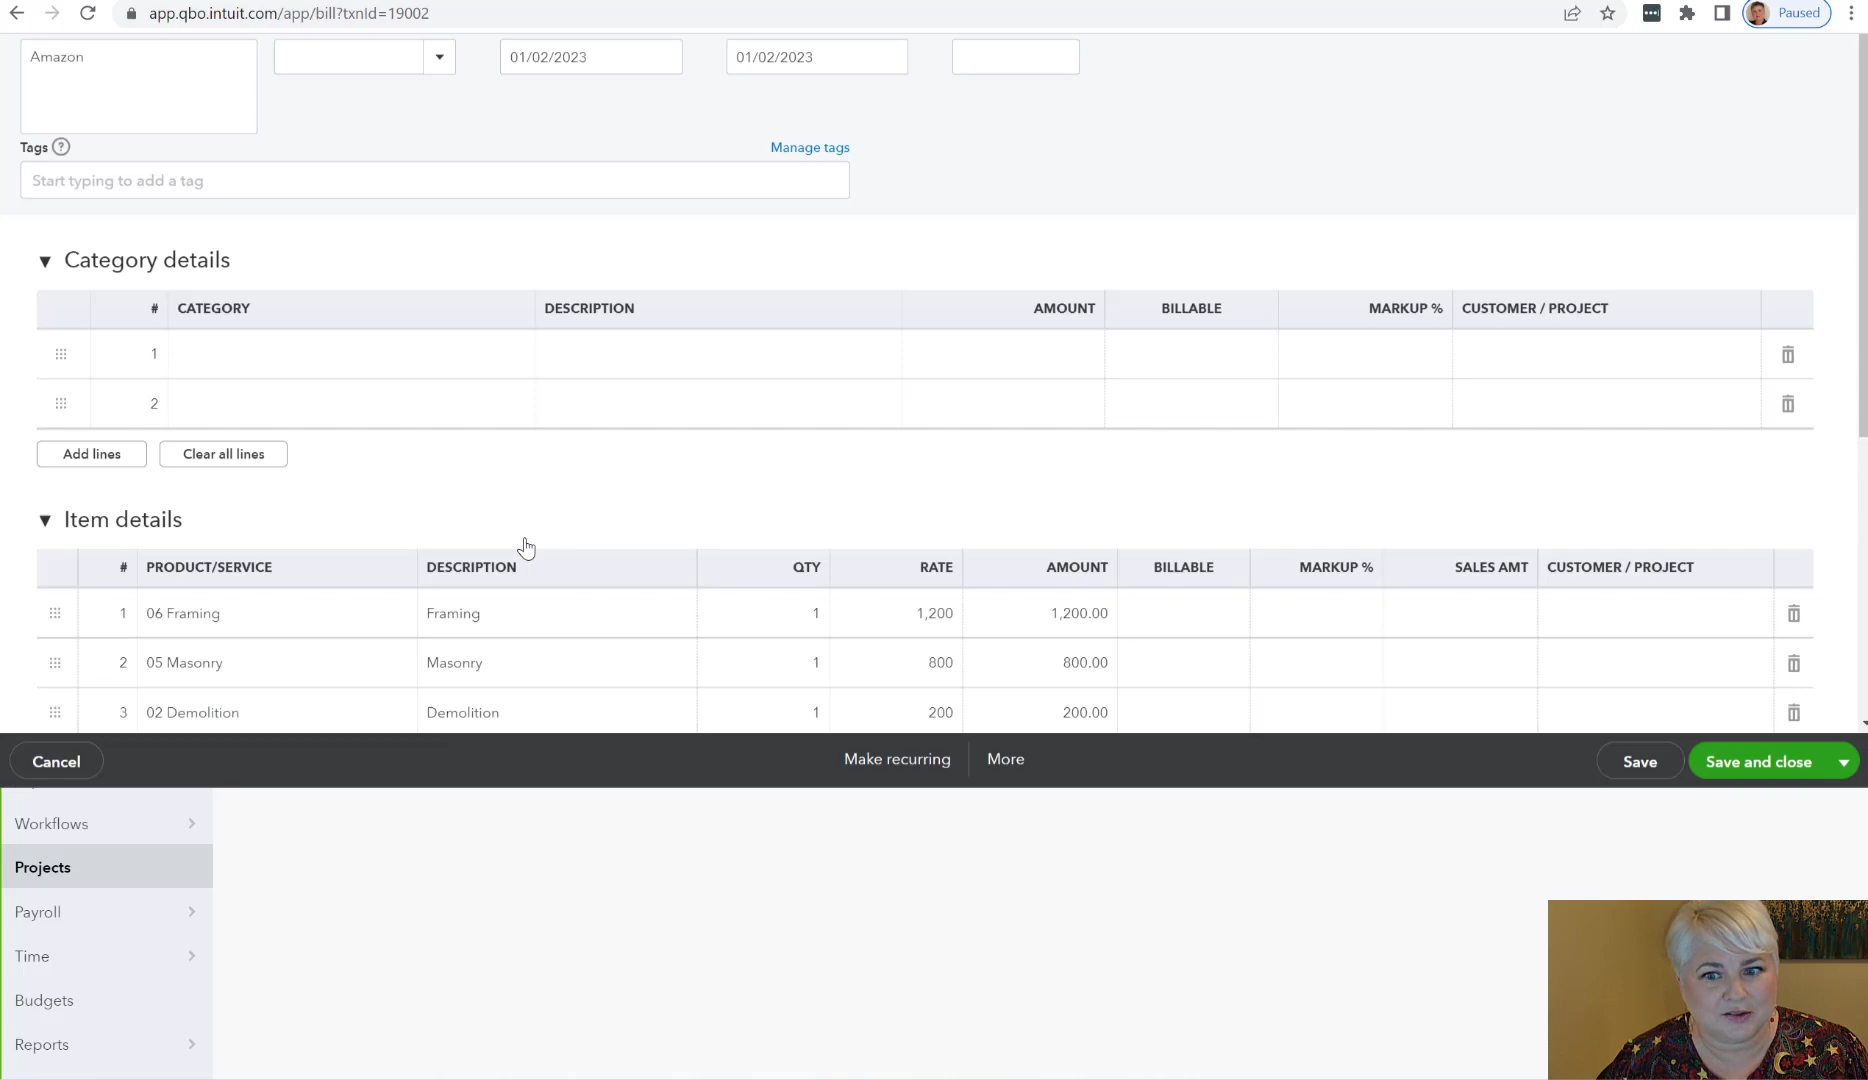 app.qbo.intuit.com/app/bill?txnId=19002
Paused
Amazon
01/02/2023
01/02/2023
Tags ?
Manage tags
Start typing to add a tag
Category details
# CATEGORY DESCRIPTION AMOUNT BILLABLE MARKUP % CUSTOMER / PROJECT
1
2
Add lines Clear all lines
Item details
# PRODUCT/SERVICE DESCRIPTION QTY RATE AMOUNT BILLABLE MARKUP % SALES AMT CUSTOMER / PROJECT
1 06 Framing Framing 1 1,200 1,200.00
2 05 Masonry Masonry 1 800 800.00
3 02 Demolition Demolition 1 200 200.00
Cancel Make recurring More Save Save and close
Workflows
Projects
Payroll
Time
Budgets
Reports